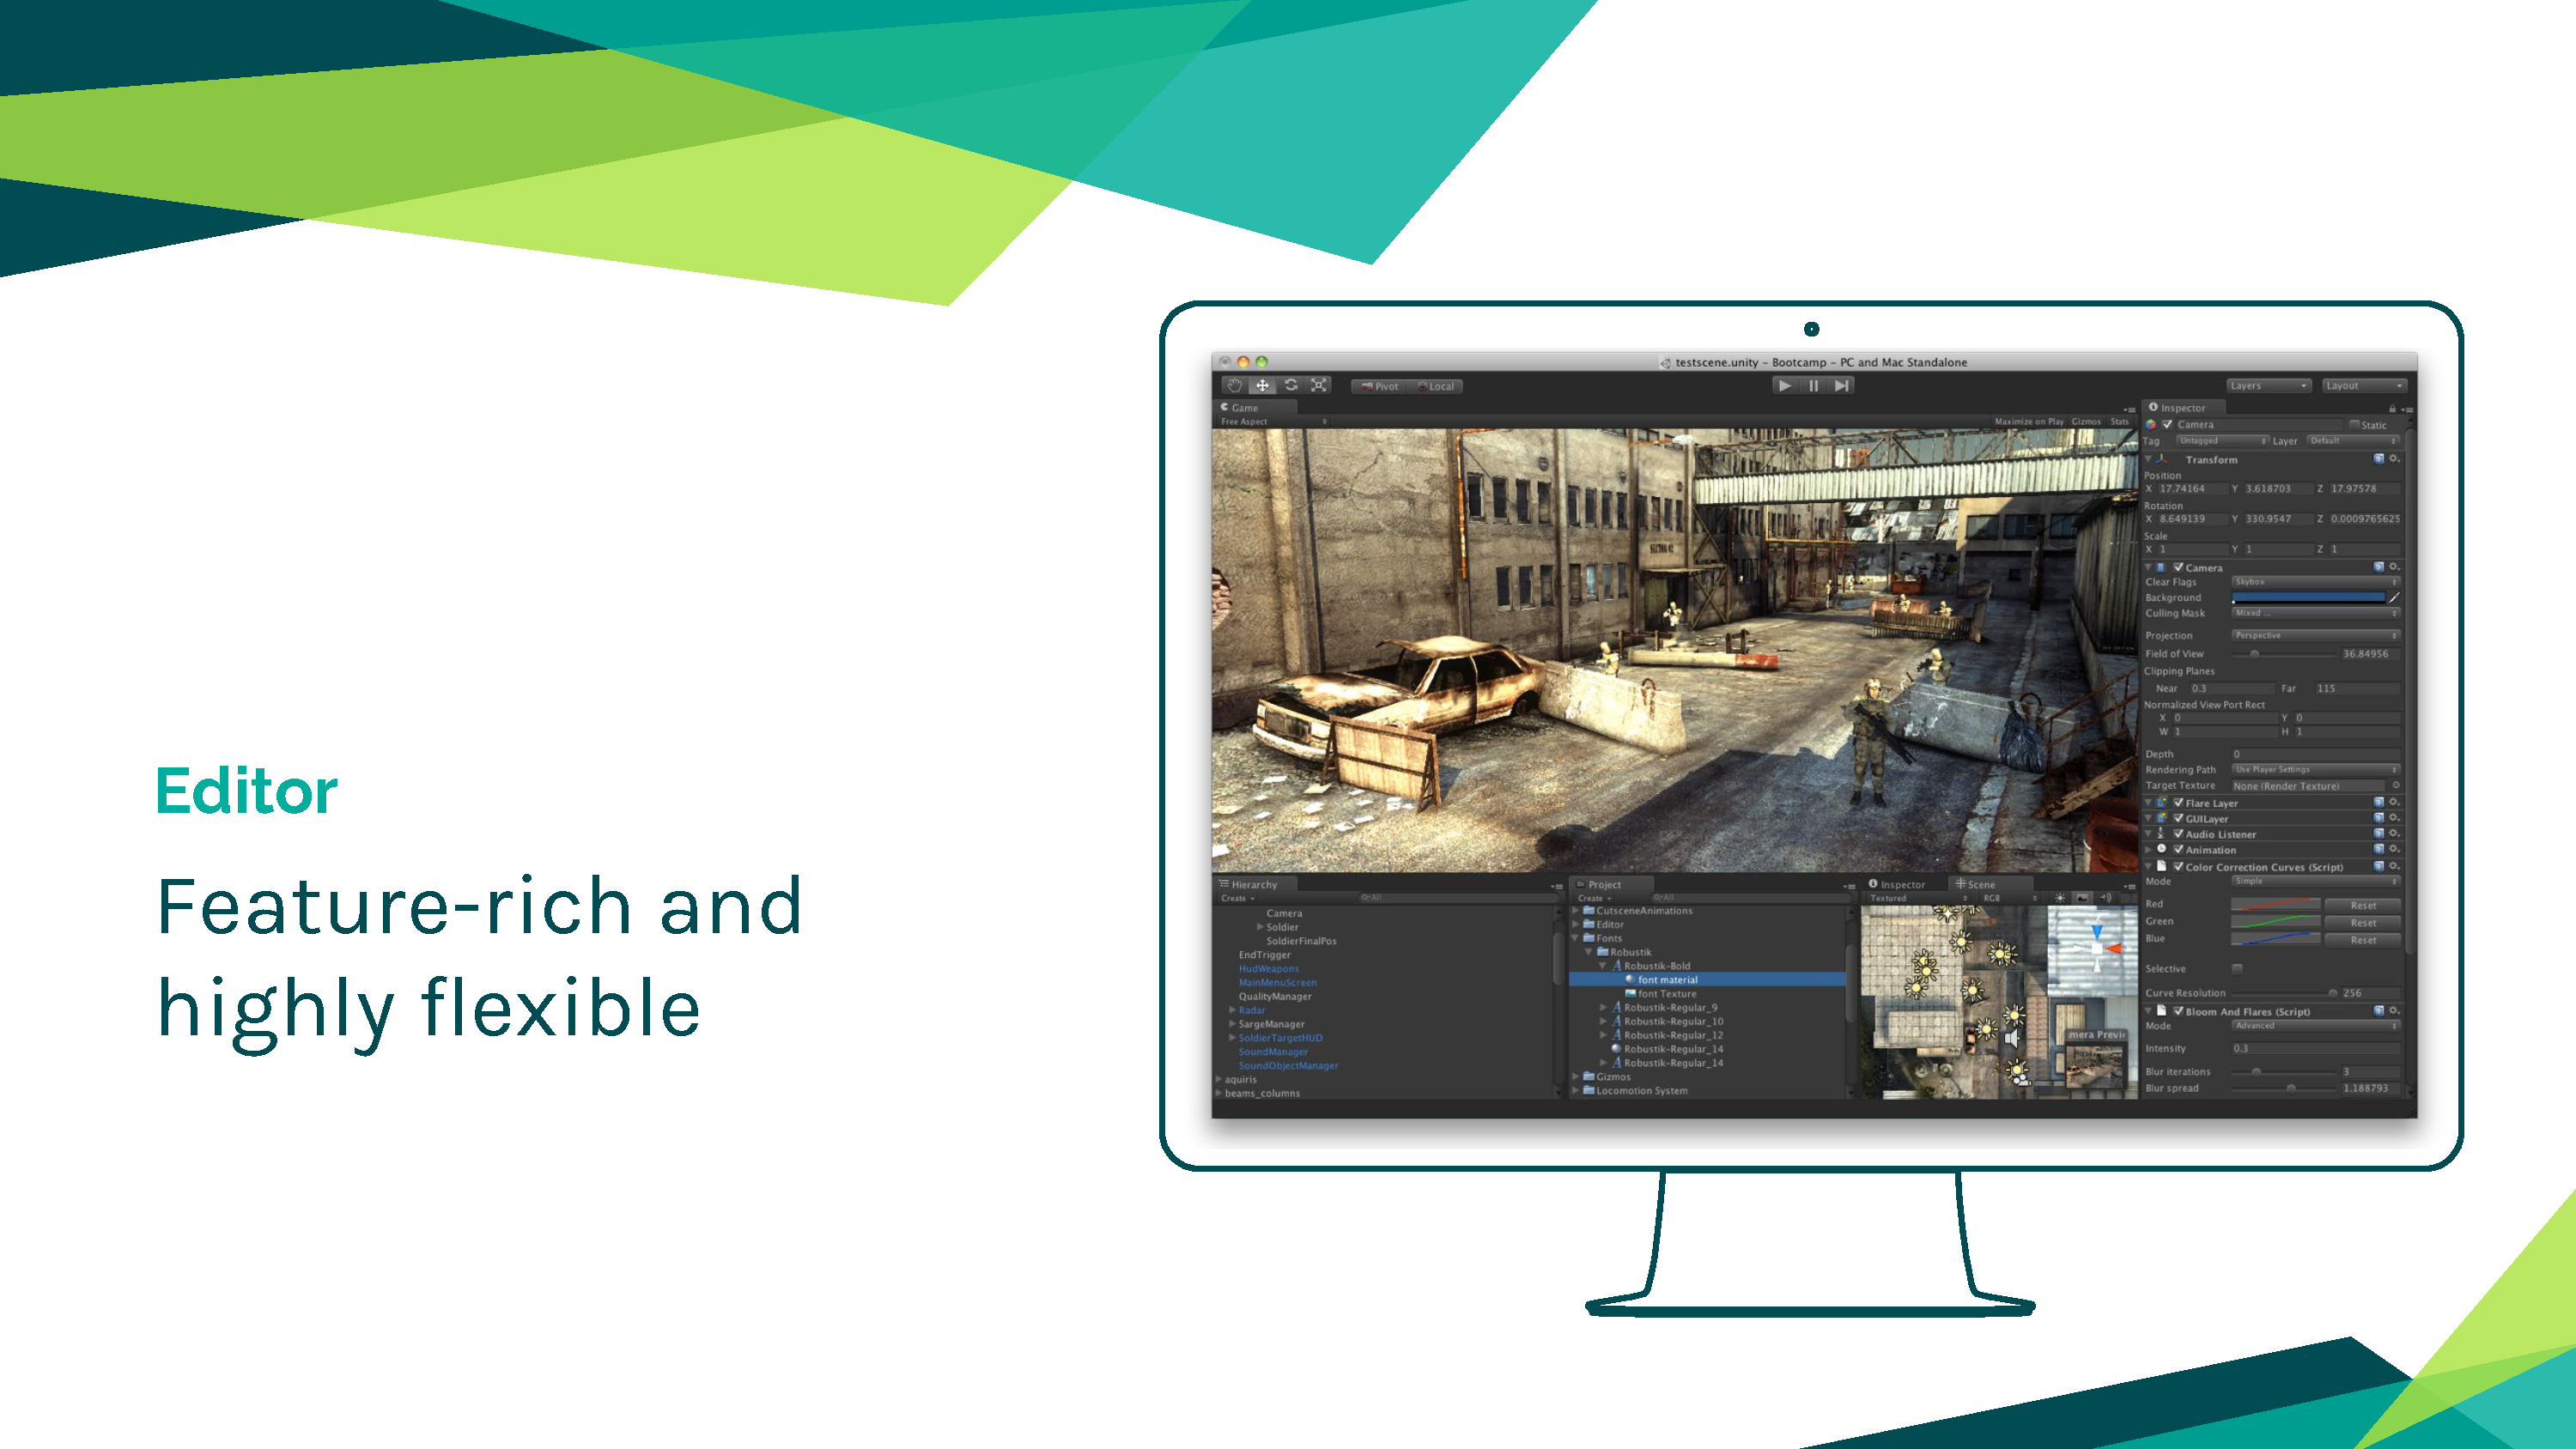 Editor
Feature-rich and
highly flexible
testscene.unity - Bootcamp - PC and Mac Standalone
Pivot Local
Layers Layout
Game
Free Aspect
Maximize on Play Gizmos Stats
SECTOR 02
Inspector
Camera Static
Tag Untagged Layer Default
Transform
Position
X 17.74164 Y 3.618703 Z 17.97578
Rotation
X 8.649139 Y 330.9547 Z 0.0009765625
Scale
X 1 Y 1 Z 1
Camera
Clear Flags Skybox
Background
Culling Mask Mixed ...
Projection Perspective
Field of View 36.84956
Clipping Planes
Near 0.3 Far 115
Normalized View Port Rect
X 0 Y 0
W 1 H 1
Depth 0
Rendering Path Use Player Settings
Target Texture None (Render Texture)
Flare Layer
GUILayer
Audio Listener
Animation
Color Correction Curves (Script)
Mode Simple
Red Reset
Green Reset
Blue Reset
Selective
Curve Resolution 256
Bloom And Flares (Script)
Mode Advanced
Intensity 0.3
Blur iterations 3
Blur spread 1.188793
Hierarchy
Create All
Camera
Soldier
SoldierFinalPos
EndTrigger
HudWeapons
MainMenuScreen
QualityManager
Radar
SargeManager
SoldierTargetHUD
SoundManager
SoundObjectManager
aquiris
beams_columns
Project
Create All
CutsceneAnimations
Editor
Fonts
Robustik
Robustik-Bold
font material
font Texture
Robustik-Regular_9
Robustik-Regular_10
Robustik-Regular_12
Robustik-Regular_14
Robustik-Regular_14
Gizmos
Locomotion System
Inspector Scene
Textured RGB
mera Previ